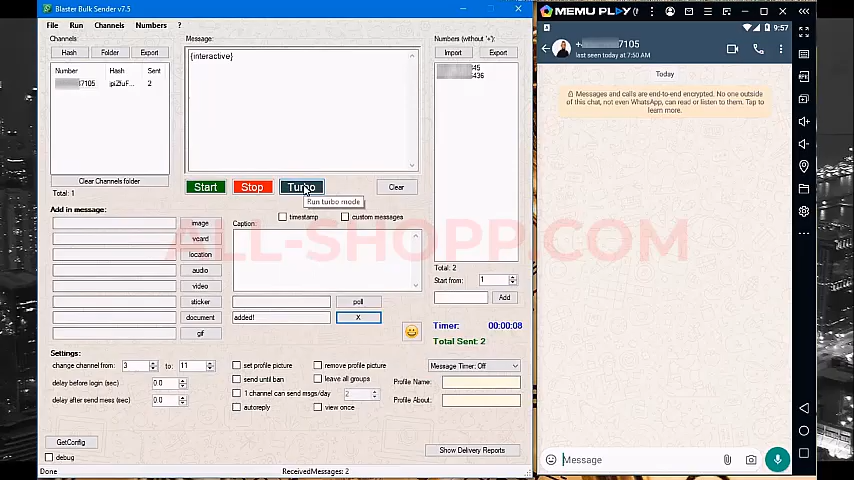 Blaster Bulk Sender v7.5
File Run Channels Numbers ?
Channels:
Hash Folder Export
Number Hash Sent
7105 jpiZfuF... 2
Clear Channels folder
Total: 1
Message:
{interactive}
Start Stop Turbo Clear
Run turbo mode
timestamp custom messages
Numbers (without '+'):
Import Export
45
436
Total: 2
Start from: 1
Add
Timer: 00:00:08
Total Sent: 2
Add in message:
image
vcard
location
audio
video
sticker
document
gif
Caption:
poll
added! X
ALL-SHOPP.COM
Settings:
change channel from: 3 to: 11
delay before login (sec) 0.0
delay after send mess (sec) 0.0
set profile picture remove profile picture
send until ban leave all groups
1 channel can send msgs/day 2
autoreply view once
Message Timer: Off
Profile Name:
Profile About:
GetConfig
debug
Show Delivery Reports
Done ReceivedMessages: 2
MEMU PLAY
9:57
7105
last seen today at 7:50 AM
Today
Messages and calls are end-to-end encrypted. No one outside
of this chat, not even WhatsApp, can read or listen to them. Tap to
learn more.
Message